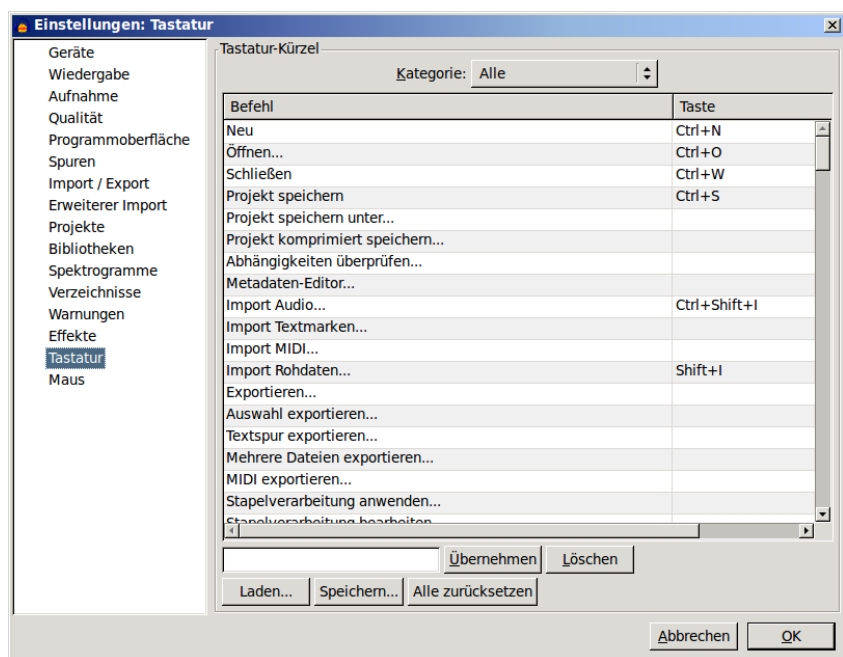 Einstellungen: Tastatur
Geräte
Wiedergabe
Aufnahme
Qualität
Programmoberfläche
Spuren
Import / Export
Erweiterer Import
Projekte
Bibliotheken
Spektrogramme
Verzeichnisse
Warnungen
Effekte
Tastatur
Maus
Tastatur-Kürzel
Kategorie: Alle
Befehl Taste
Neu Ctrl+N
Öffnen... Ctrl+O
Schließen Ctrl+W
Projekt speichern Ctrl+S
Projekt speichern unter...
Projekt komprimiert speichern...
Abhängigkeiten überprüfen...
Metadaten-Editor...
Import Audio... Ctrl+Shift+I
Import Textmarken...
Import MIDI...
Import Rohdaten... Shift+I
Exportieren...
Auswahl exportieren...
Textspur exportieren...
Mehrere Dateien exportieren...
MIDI exportieren...
Stapelverarbeitung anwenden...
Stapelverarbeitung bearbeiten
Übernehmen Löschen
Laden... Speichern... Alle zurücksetzen
Abbrechen OK